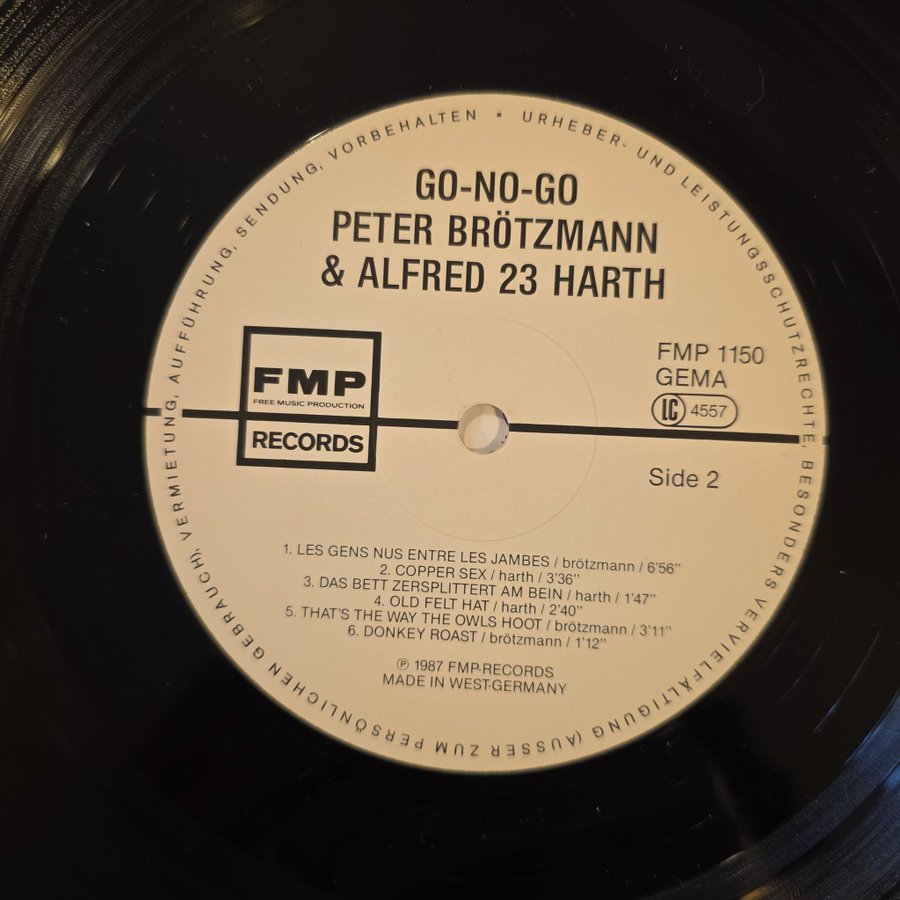 URHEBER- UND LEISTUNGSSCHUTZRECHTE, BESONDERS VERVIELFÄLTIGUNG (AUSSER ZUM PERSÖNLICHEN GEBRAUCH), VERMIETUNG, AUFFÜHRUNG, SENDUNG, VORBEHALTEN •
GO-NO-GO
PETER BRÖTZMANN
& ALFRED 23 HARTH
FMP
FREE MUSIC PRODUCTION
RECORDS
FMP 1150
GEMA
LC 4557
Side 2
1. LES GENS NUS ENTRE LES JAMBES / brötzmann / 6'56"
2. COPPER SEX / harth / 3'36"
3. DAS BETT ZERSPLITTERT AM BEIN / harth / 1'47"
4. OLD FELT HAT / harth / 2'40"
5. THAT'S THE WAY THE OWLS HOOT / brötzmann / 3'11"
6. DONKEY ROAST / brötzmann / 1'12"
℗ 1987 FMP-RECORDS
MADE IN WEST-GERMANY